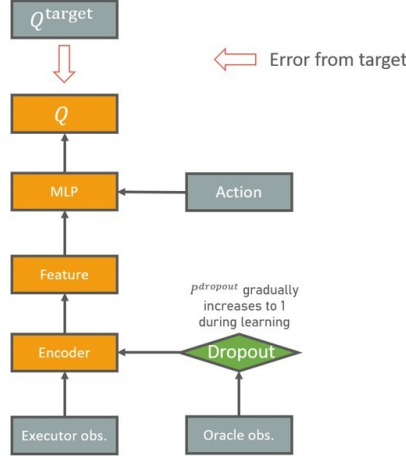 Q^target
Error from target
Q
MLP
Action
Feature
p^dropout gradually
increases to 1
during learning
Encoder
Dropout
Executor obs.
Oracle obs.